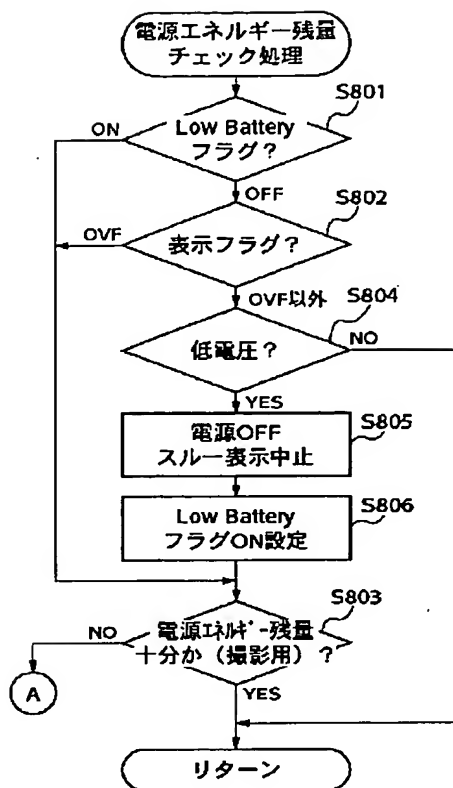 電源エネルギー残量
チェック処理
S801
ON
Low Battery
フラグ？
OFF
S802
OVF
表示フラグ？
OVF以外
S804
低電圧？
NO
YES
電源OFF
スルー表示中止
S805
Low Battery
フラグON設定
S806
S803
NO
電源ｴﾈﾙｷﾞｰ残量
十分か（撮影用）？
A
YES
リターン